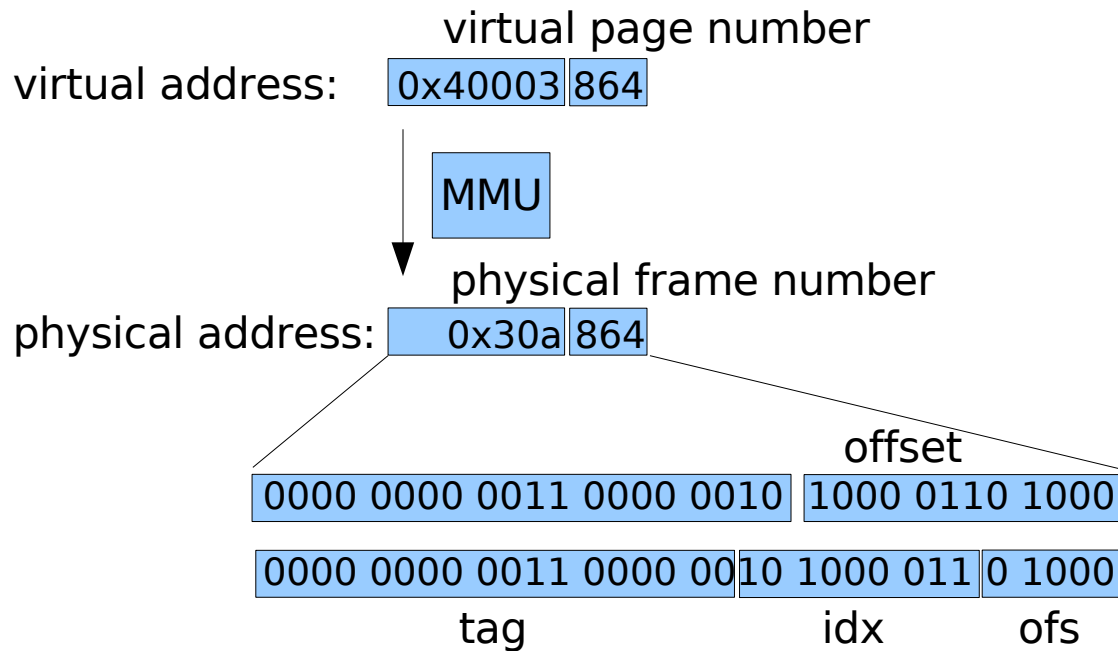 virtual page number
virtual address: 0x40003 864
MMU
physical frame number
physical address: 0x30a 864
offset
0000 0000 0011 0000 0010 1000 0110 1000
0000 0000 0011 0000 0010 1000 011 0 1000
tag idx ofs